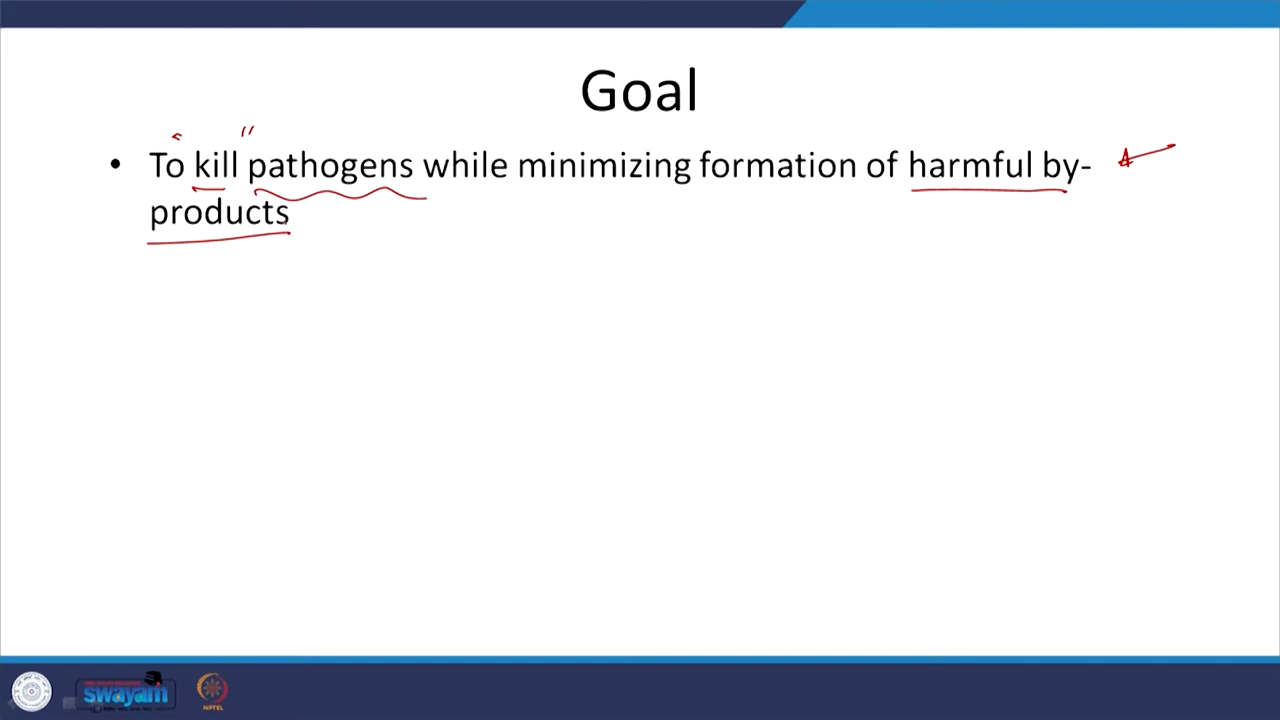 Goal
• To kill pathogens while minimizing formation of harmful by-
products
swayam
NPTEL